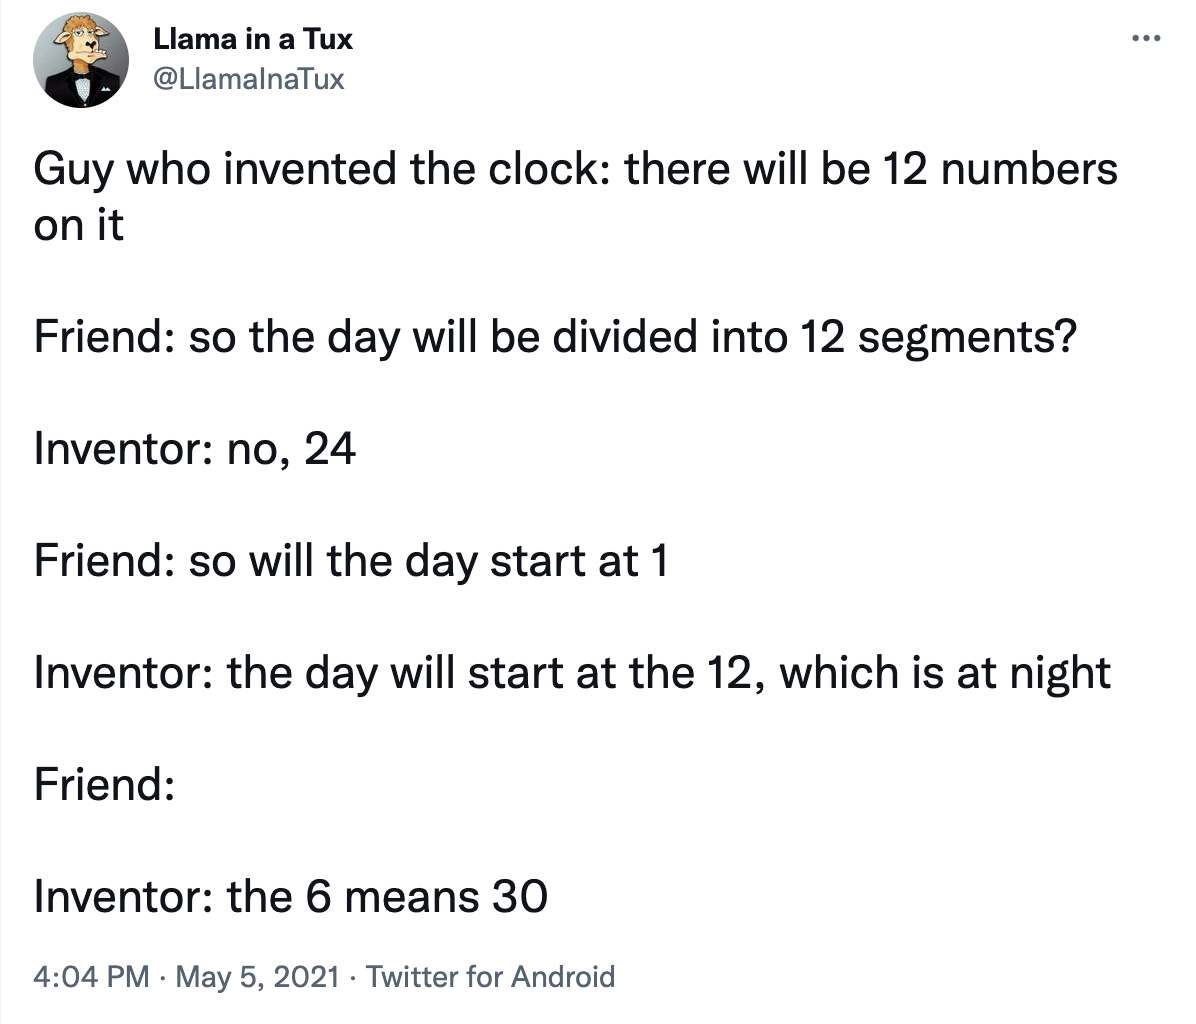 Llama in a Tux
@LlamaInaTux
Guy who invented the clock: there will be 12 numbers
on it
Friend: so the day will be divided into 12 segments?
Inventor: no, 24
Friend: so will the day start at 1
Inventor: the day will start at the 12, which is at night
Friend:
Inventor: the 6 means 30
4:04 PM · May 5, 2021 · Twitter for Android